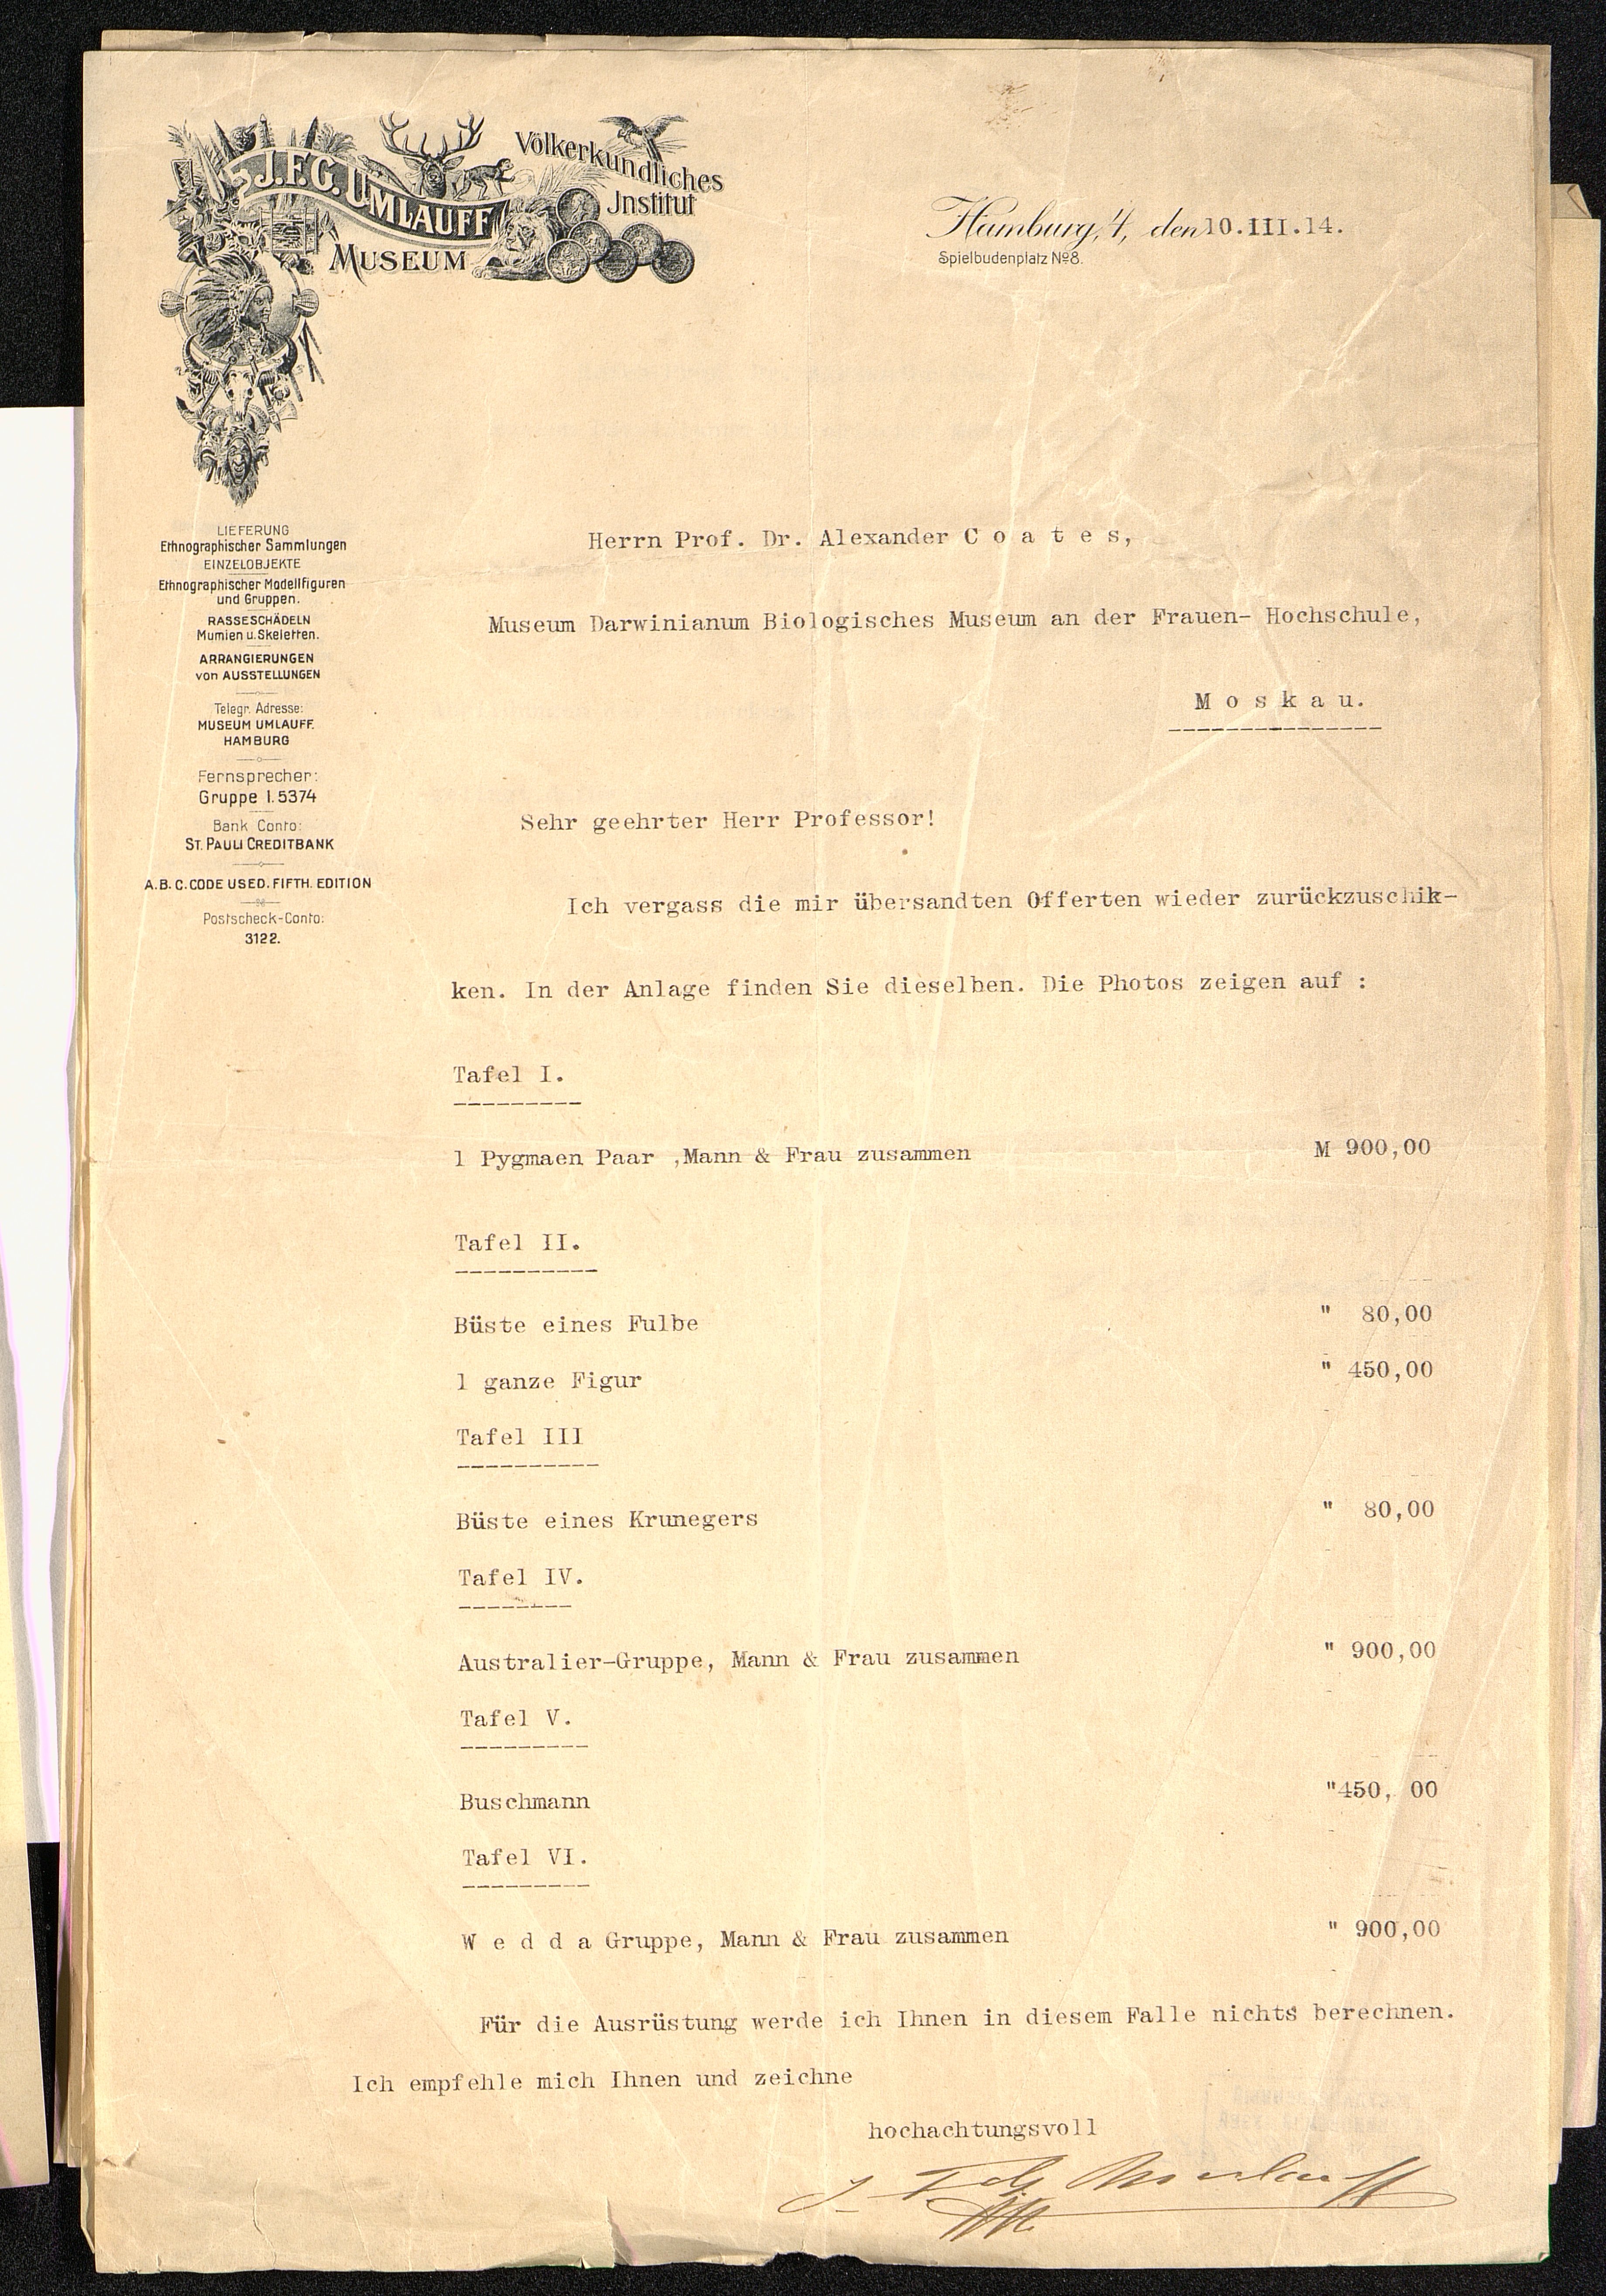 J.F.G. UMLAUFF
MUSEUM
Völkerkundliches
Jnstitut
Hamburg, 4, den 10.III.14.
Spielbudenplatz No 8.
LIEFERUNG
Ethnographischer Sammlungen
EINZELOBJEKTE
Ethnographischer Modellfiguren
und Gruppen.
RASSESCHÄDELN
Mumien u. Skeletten.
ARRANGIERUNGEN
von AUSSTELLUNGEN
Telegr. Adresse:
MUSEUM UMLAUFF.
HAMBURG
Fernsprecher:
Gruppe I. 5374
Bank Conto:
ST. PAULI CREDITBANK
A.B.C. CODE USED. FIFTH. EDITION
Postscheck-Conto:
3122.
Herrn Prof. Dr. Alexander C o a t e s,
Museum Darwinianum Biologisches Museum an der Frauen- Hochschule,
M o s k a u.
Sehr geehrter Herr Professor!
Ich vergass die mir übersandten Offerten wieder zurückzuschik-
ken. In der Anlage finden Sie dieselben. Die Photos zeigen auf :
Tafel I.
1 Pygmaen Paar ,Mann & Frau zusammen M 900,00
Tafel II.
Büste eines Fulbe " 80,00
1 ganze Figur " 450,00
Tafel III
Büste eines Krunegers " 80,00
Tafel IV.
Australier-Gruppe, Mann & Frau zusammen " 900,00
Tafel V.
Buschmann "450, 00
Tafel VI.
W e d d a Gruppe, Mann & Frau zusammen " 900,00
Für die Ausrüstung werde ich Ihnen in diesem Falle nichts berechnen.
Ich empfehle mich Ihnen und zeichne
hochachtungsvoll
Umlauff